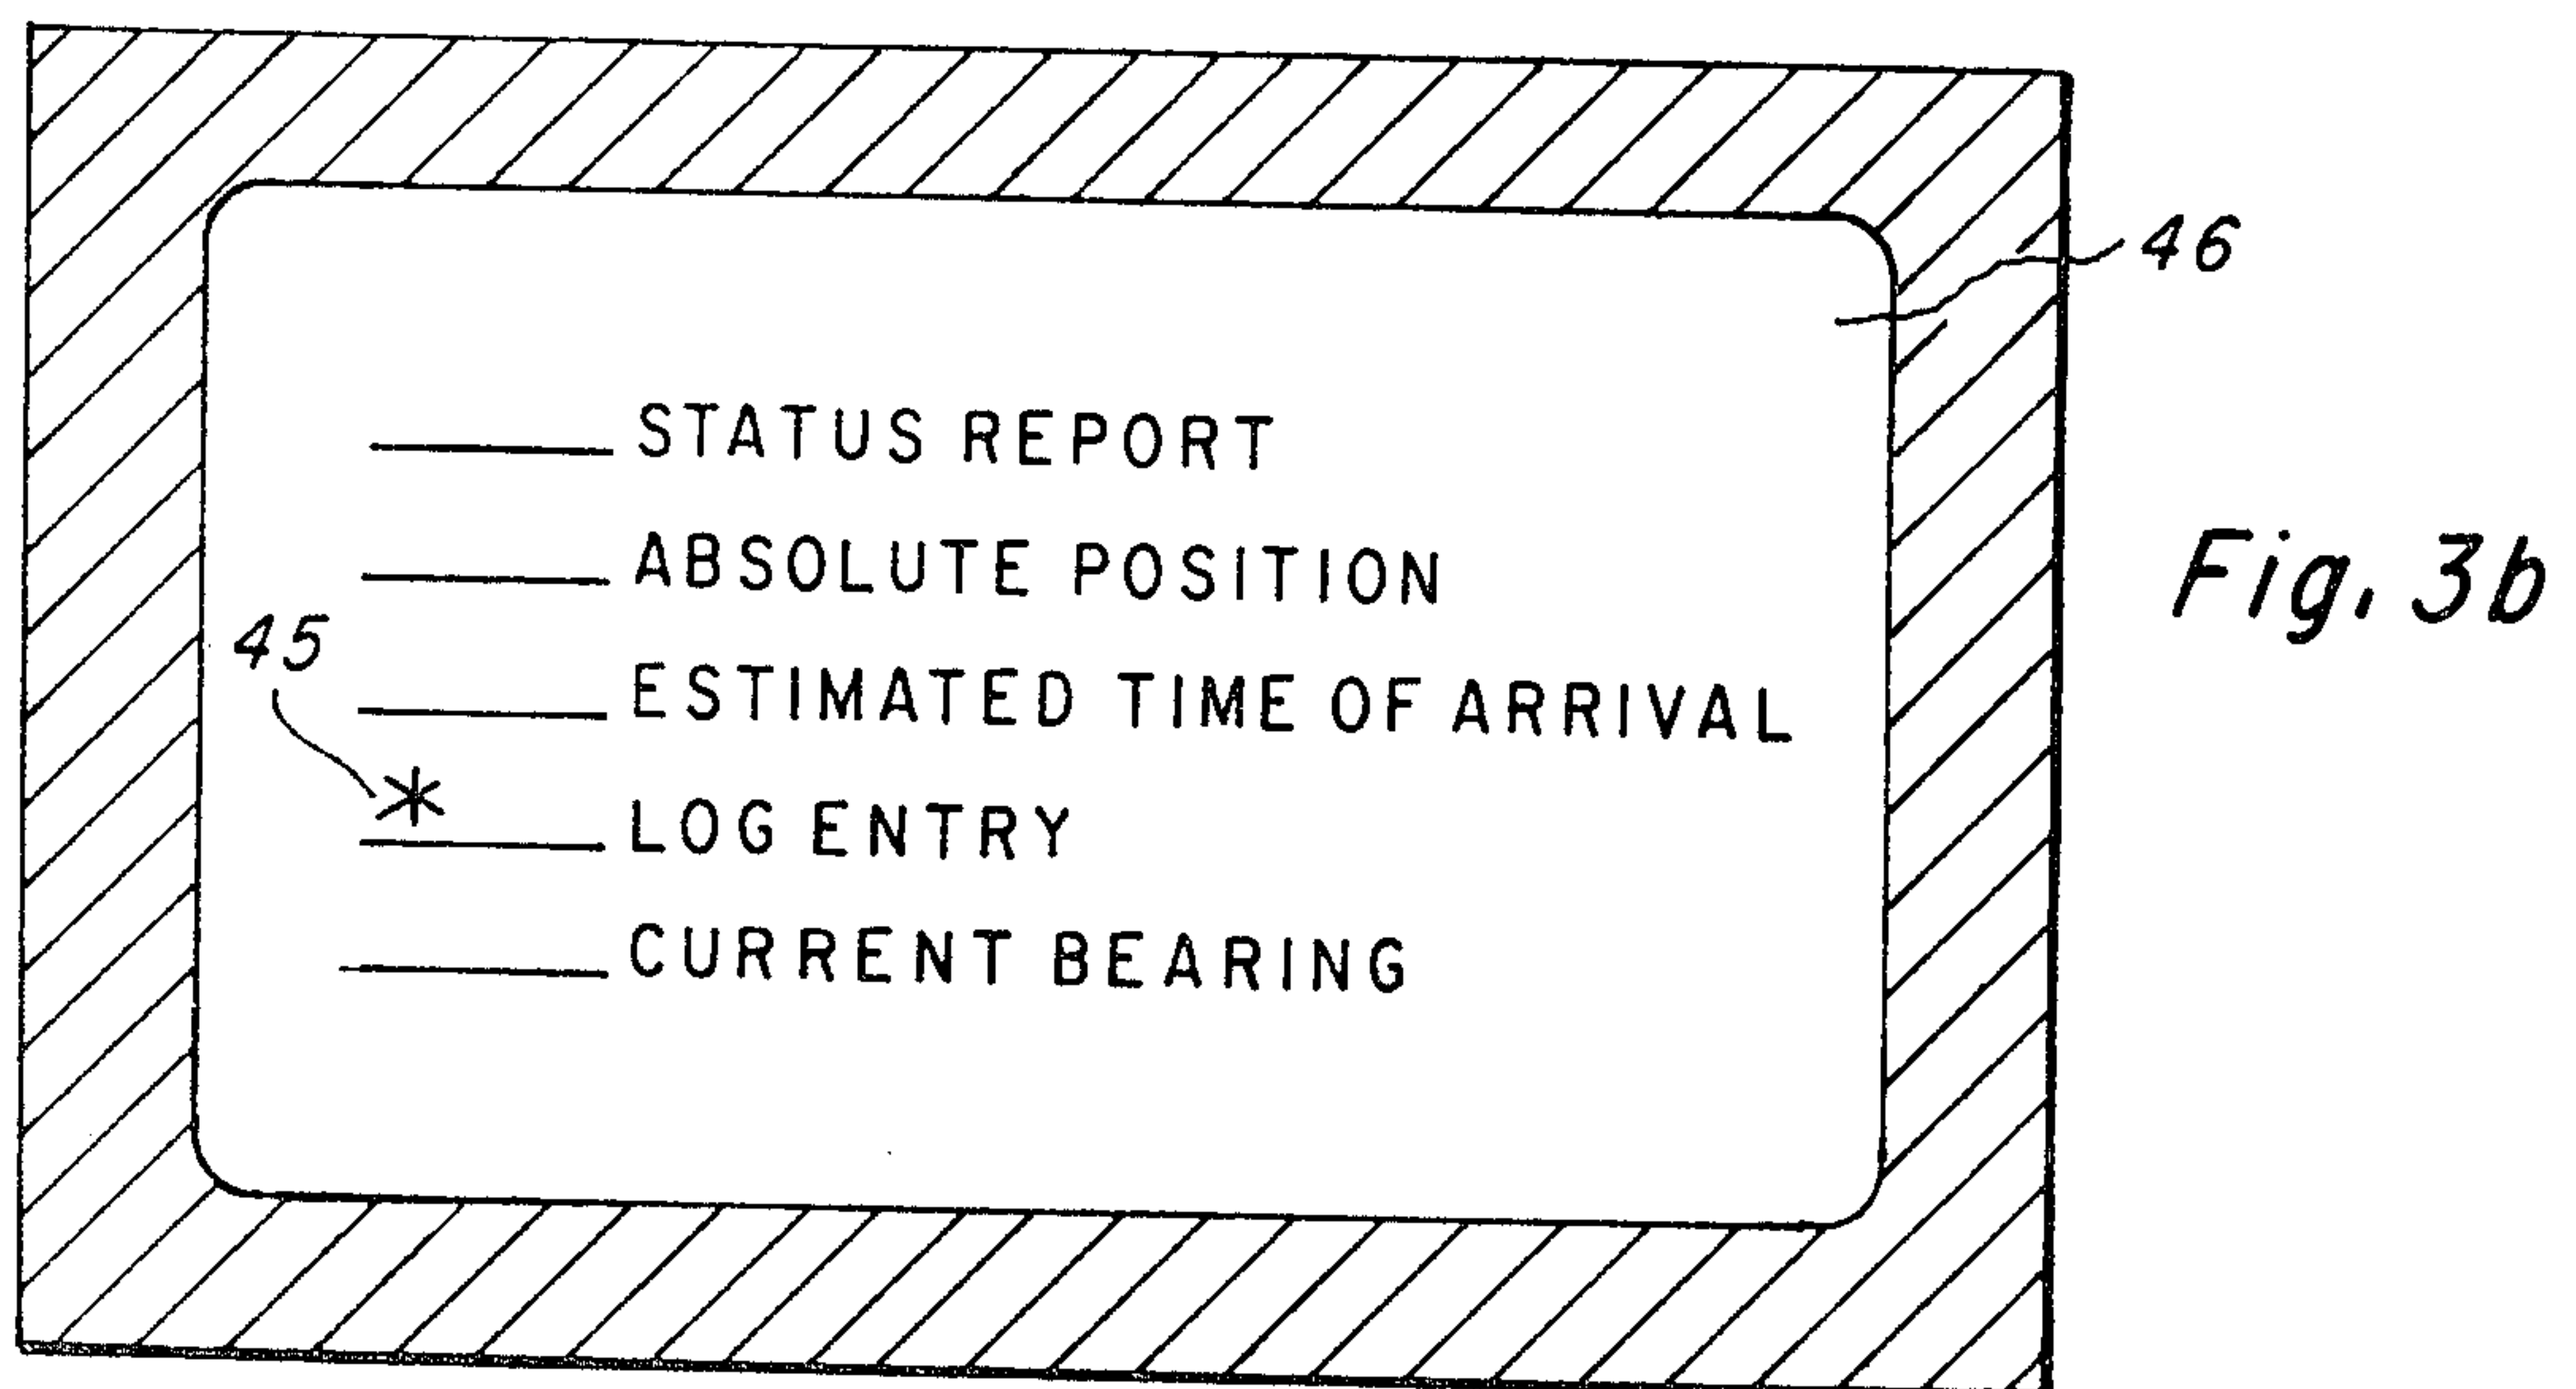 46
STATUS REPORT
ABSOLUTE POSITION
Fig. 3b
45
ESTIMATED TIME OF ARRIVAL
* LOG ENTRY
CURRENT BEARING